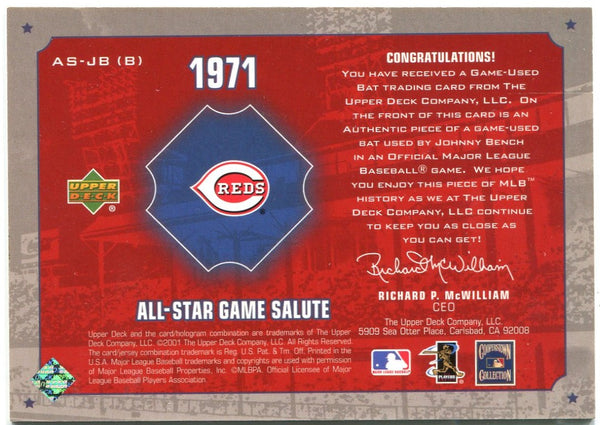 AS-JB (B)
1971
REDS
UPPER
DECK
ALL-STAR GAME SALUTE
Upper Deck and the card/hologram combination are trademarks of The Upper
Deck Company, LLC. ©2001 The Upper Deck Company, LLC. All Rights Reserved.
The card/jersey combination trademark is Reg. U.S. Pat. & Tm. Off. Printed in the
U.S.A. Major League Baseball trademarks and copyrights are used with permission
of Major League Baseball Properties, Inc. ©MLBPA. Official Licensee of Major
League Baseball Players Association.
CONGRATULATIONS!
YOU HAVE RECEIVED A GAME-USED
BAT TRADING CARD FROM THE
UPPER DECK COMPANY, LLC. ON
THE FRONT OF THIS CARD IS AN
AUTHENTIC PIECE OF A GAME-USED
BAT USED BY JOHNNY BENCH
IN AN OFFICIAL MAJOR LEAGUE
BASEBALL® GAME. WE HOPE
YOU ENJOY THIS PIECE OF MLB™
HISTORY AS WE AT THE UPPER
DECK COMPANY, LLC CONTINUE
TO KEEP YOU AS CLOSE AS
YOU CAN GET!
Richard McWilliam
RICHARD P. MCWILLIAM
CEO
The Upper Deck Company, LLC.
5909 Sea Otter Place, Carlsbad, CA 92008
MAJOR LEAGUE BASEBALL
PLAYERS
COOPERSTOWN
COLLECTION